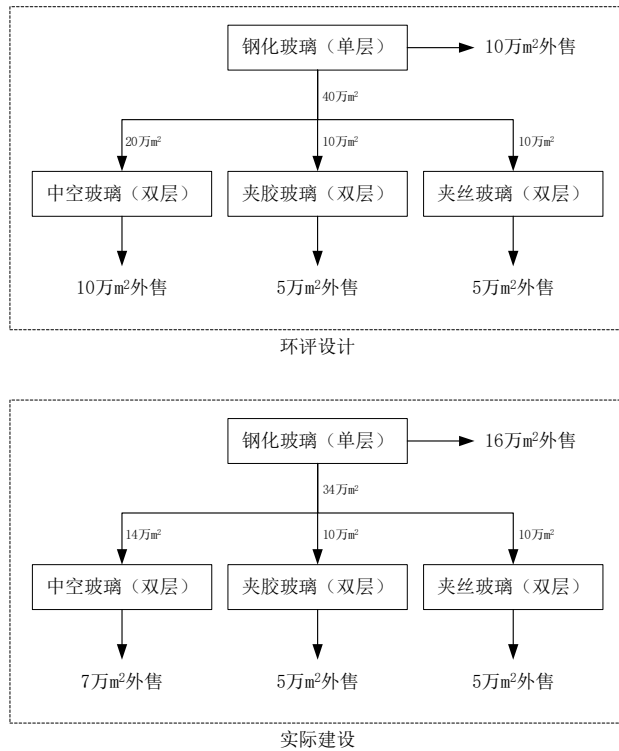 钢化玻璃（单层） 10万m²外售
40万m²
20万m² 10万m² 10万m²
中空玻璃（双层） 夹胶玻璃（双层） 夹丝玻璃（双层）
10万m²外售 5万m²外售 5万m²外售
环评设计
钢化玻璃（单层） 16万m²外售
34万m²
14万m² 10万m² 10万m²
中空玻璃（双层） 夹胶玻璃（双层） 夹丝玻璃（双层）
7万m²外售 5万m²外售 5万m²外售
实际建设